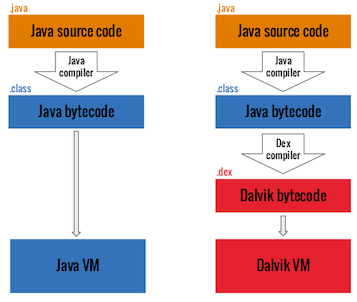 .java
Java source code
Java
compiler
.class
Java bytecode
Java VM
.java
Java source code
Java
compiler
.class
Java bytecode
Dex
compiler
.dex
Dalvik bytecode
Dalvik VM